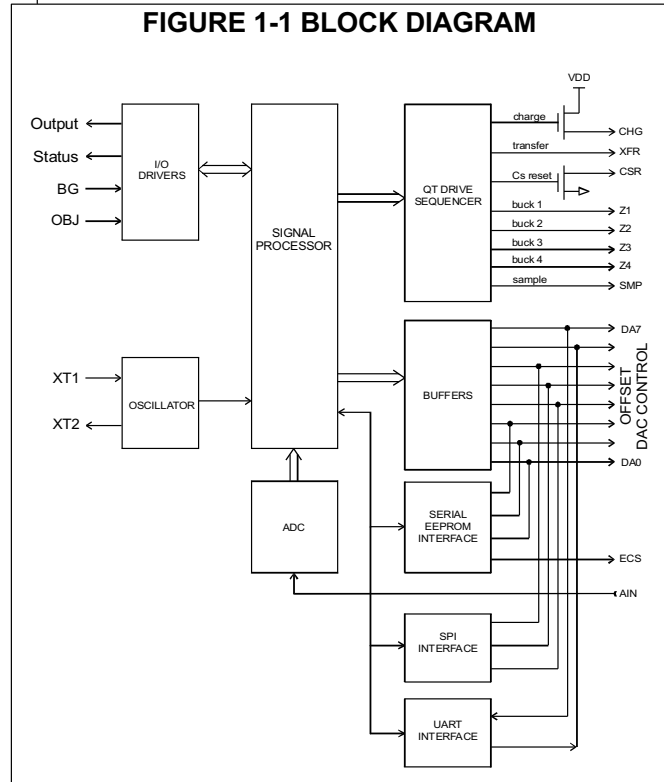 FIGURE 1-1 BLOCK DIAGRAM
Output
Status
BG
OBJ
I/O
DRIVERS
SIGNAL
PROCESSOR
QT DRIVE
SEQUENCER
charge
transfer
Cs reset
buck 1
buck 2
buck 3
buck 4
sample
VDD
CHG
XFR
CSR
Z1
Z2
Z3
Z4
SMP
XT1
XT2
OSCILLATOR
BUFFERS
DA7
OFFSET
DAC CONTROL
DA0
ADC
SERIAL
EEPROM
INTERFACE
ECS
AIN
SPI
INTERFACE
UART
INTERFACE